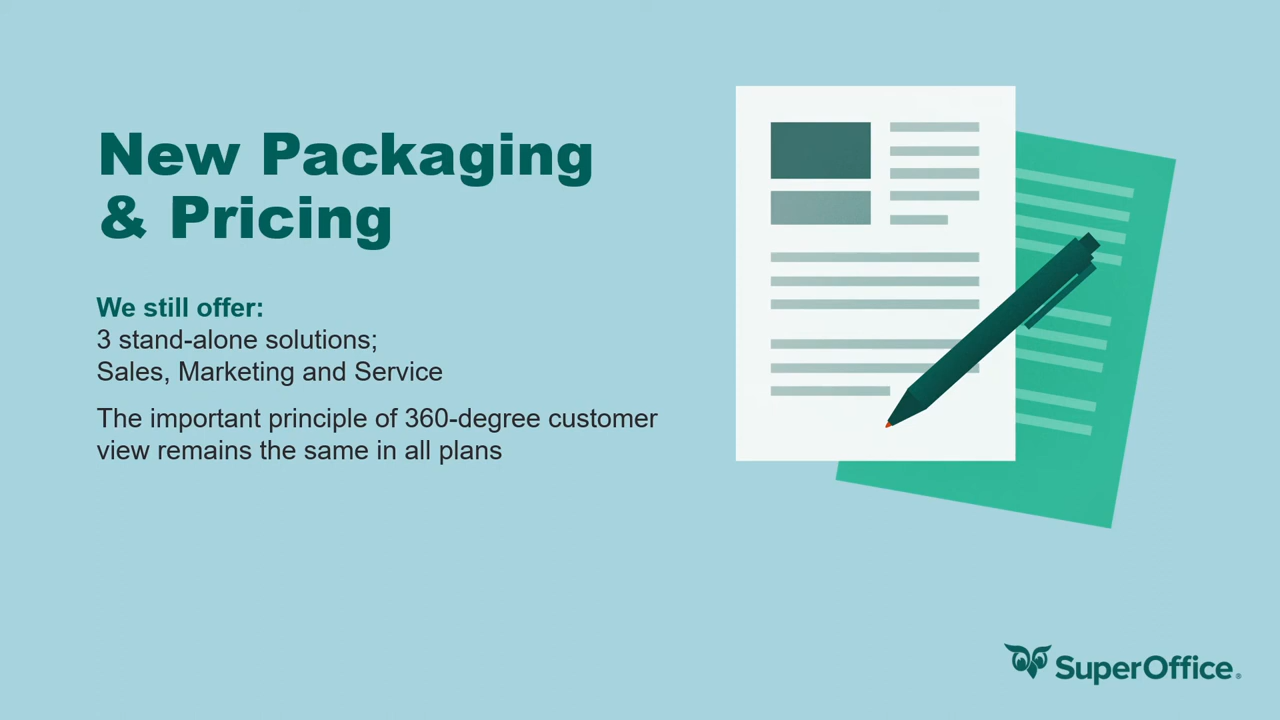 New Packaging
& Pricing
We still offer:
3 stand-alone solutions;
Sales, Marketing and Service
The important principle of 360-degree customer
view remains the same in all plans
SuperOffice®